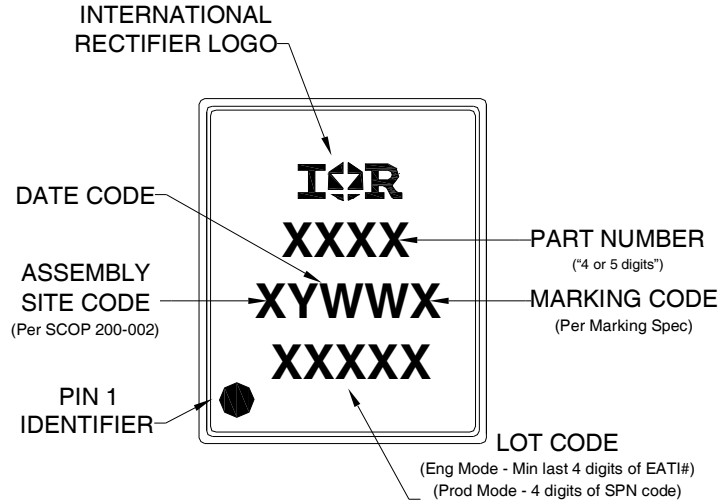 INTERNATIONAL
RECTIFIER LOGO
IOR
DATE CODE
XXXX
PART NUMBER
(“4 or 5 digits”)
ASSEMBLY
SITE CODE
(Per SCOP 200-002)
XYWWX
MARKING CODE
(Per Marking Spec)
XXXXX
PIN 1
IDENTIFIER
LOT CODE
(Eng Mode - Min last 4 digits of EATI#)
(Prod Mode - 4 digits of SPN code)